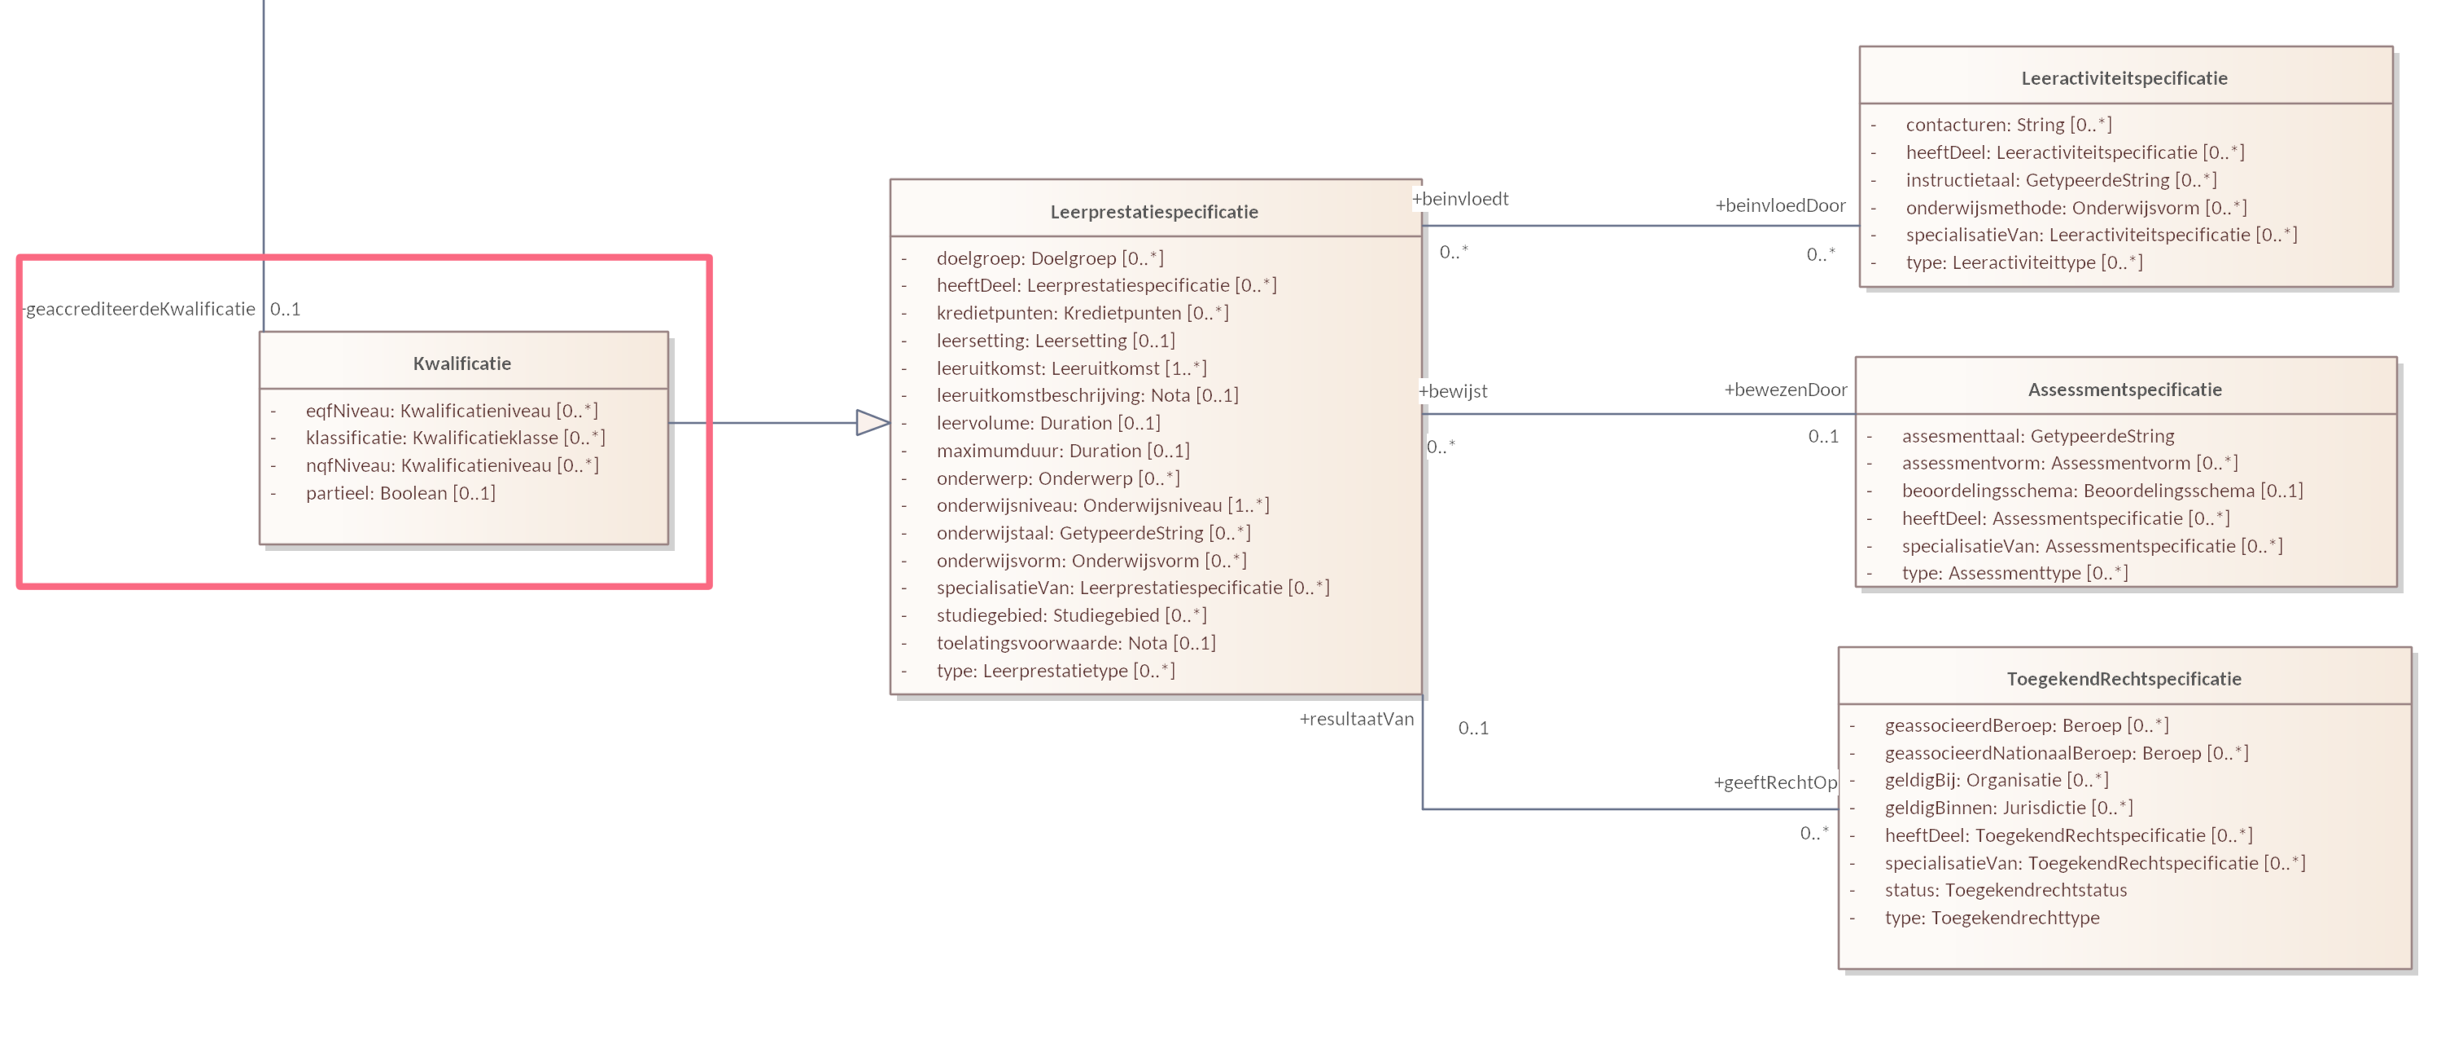 -geaccrediteerdeKwalificatie
0..1
Kwalificatie
- eqfNiveau: Kwalificatieniveau [0..*]
- klassificatie: Kwalificatieklasse [0..*]
- nqfNiveau: Kwalificatieniveau [0..*]
- partieel: Boolean [0..1]
Leerprestatiespecificatie
- doelgroep: Doelgroep [0..*]
- heeftDeel: Leerprestatiespecificatie [0..*]
- kredietpunten: Kredietpunten [0..*]
- leersetting: Leersetting [0..1]
- leeruitkomst: Leeruitkomst [1..*]
- leeruitkomstbeschrijving: Nota [0..1]
- leervolume: Duration [0..1]
- maximumduur: Duration [0..1]
- onderwerp: Onderwerp [0..*]
- onderwijsniveau: Onderwijsniveau [1..*]
- onderwijstaal: GetypeerdeString [0..*]
- onderwijsvorm: Onderwijsvorm [0..*]
- specialisatieVan: Leerprestatiespecificatie [0..*]
- studiegebied: Studiegebied [0..*]
- toelatingsvoorwaarde: Nota [0..1]
- type: Leerprestatietype [0..*]
+beinvloedt
0..*
+beinvloedDoor
0..*
+bewijst
0..*
+bewezenDoor
0..1
+resultaatVan
0..1
+geeftRechtOp
0..*
Leeractiviteitspecificatie
- contacturen: String [0..*]
- heeftDeel: Leeractiviteitspecificatie [0..*]
- instructietaal: GetypeerdeString [0..*]
- onderwijsmethode: Onderwijsvorm [0..*]
- specialisatieVan: Leeractiviteitspecificatie [0..*]
- type: Leeractiviteittype [0..*]
Assessmentspecificatie
- assesmenttaal: GetypeerdeString
- assessmentvorm: Assessmentvorm [0..*]
- beoordelingsschema: Beoordelingsschema [0..1]
- heeftDeel: Assessmentspecificatie [0..*]
- specialisatieVan: Assessmentspecificatie [0..*]
- type: Assessmenttype [0..*]
ToegekendRechtspecificatie
- geassocieerdBeroep: Beroep [0..*]
- geassocieerdNationaalBeroep: Beroep [0..*]
- geldigBij: Organisatie [0..*]
- geldigBinnen: Jurisdictie [0..*]
- heeftDeel: ToegekendRechtspecificatie [0..*]
- specialisatieVan: ToegekendRechtspecificatie [0..*]
- status: Toegekendrechtstatus
- type: Toegekendrechttype